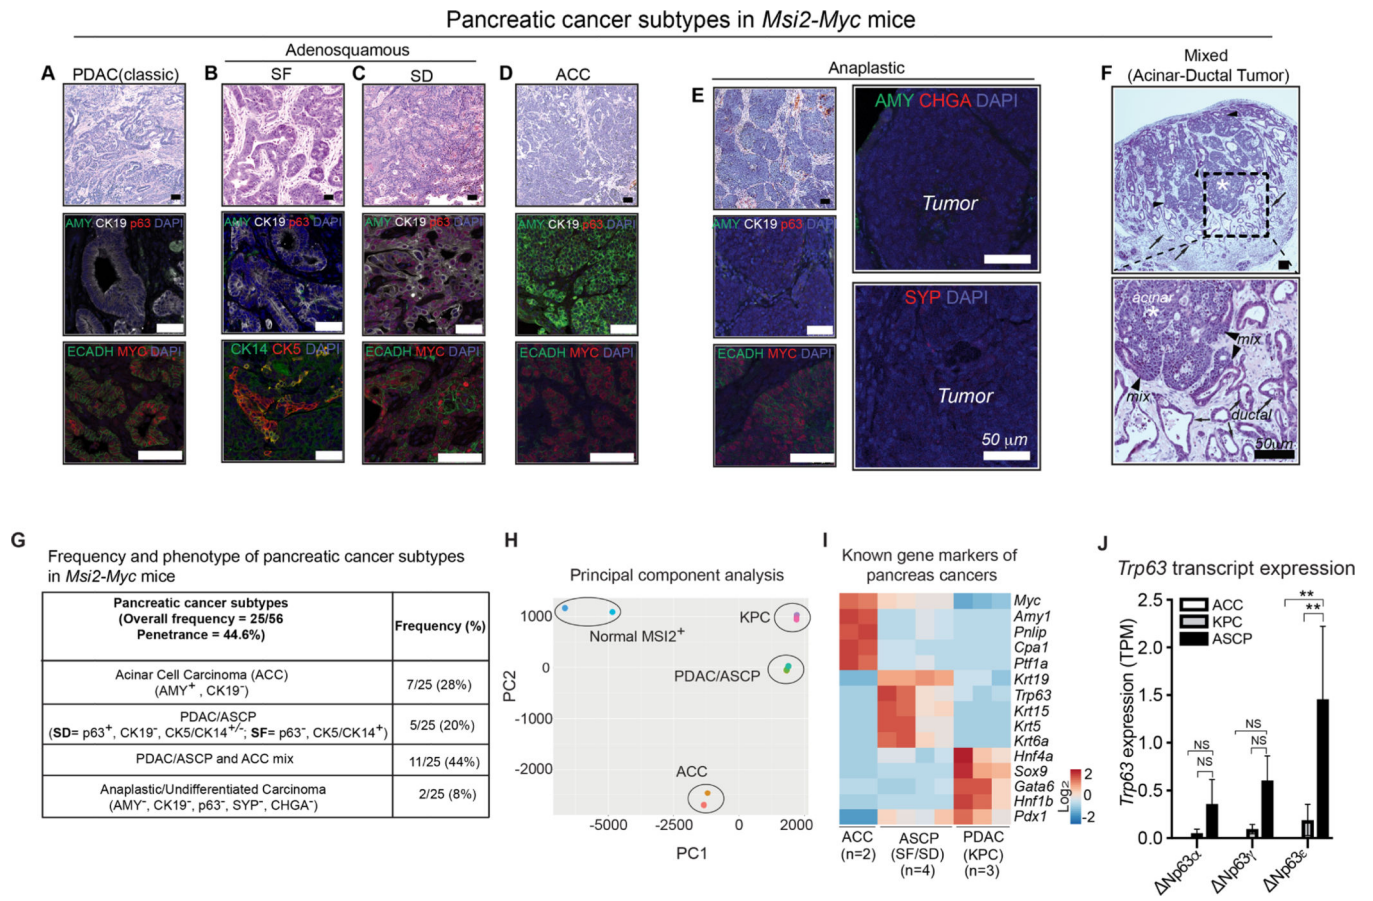 Pancreatic cancer subtypes in Msi2-Myc mice
Adenosquamous
A
PDAC(classic)
B
SF
C
SD
D
ACC
E
Anaplastic
F
Mixed
(Acinar-Ductal Tumor)
AMY CK19 p63 DAPI
AMY CK19 p63 DAPI
AMY CK19 p63 DAPI
AMY CK19 p63 DAPI
ECADH MYC DAPI
CK14 CK5 DAPI
ECADH MYC DAPI
ECADH MYC DAPI
AMY CK19 p63 DAPI
ECADH MYC DAPI
AMY CHGA DAPI
Tumor
SYP DAPI
Tumor
50 µm
*
acinar
*
mix
mix
ductal
50µm
G
Frequency and phenotype of pancreatic cancer subtypes
in Msi2-Myc mice
Pancreatic cancer subtypes
(Overall frequency = 25/56
Penetrance = 44.6%)
Frequency (%)
Acinar Cell Carcinoma (ACC)
(AMY⁺ , CK19⁻)
7/25 (28%)
PDAC/ASCP
(SD= p63⁺, CK19⁻, CK5/CK14⁺/⁻; SF= p63⁻, CK5/CK14⁺)
5/25 (20%)
PDAC/ASCP and ACC mix
11/25 (44%)
Anaplastic/Undifferentiated Carcinoma
(AMY⁻, CK19⁻, p63⁻, SYP⁻, CHGA⁻)
2/25 (8%)
H
Principal component analysis
PC2
1000
0
-1000
-2000
Normal MSI2⁺
KPC
PDAC/ASCP
ACC
-5000
-2500
0
2000
PC1
I
Known gene markers of
pancreas cancers
Myc
Amy1
Pnlip
Cpa1
Ptf1a
Krt19
Trp63
Krt15
Krt5
Krt6a
Hnf4a
Sox9
Gata6
Hnf1b
Pdx1
Log₂
2
0
-2
ACC
(n=2)
ASCP
(SF/SD)
(n=4)
PDAC
(KPC)
(n=3)
J
Trp63 transcript expression
Trp63 expression (TPM)
2.5
2.0
1.5
1.0
0.5
0.0
ACC
KPC
ASCP
NS
NS
NS
NS
**
**
ΔNp63α
ΔNp63γ
ΔNp63ε